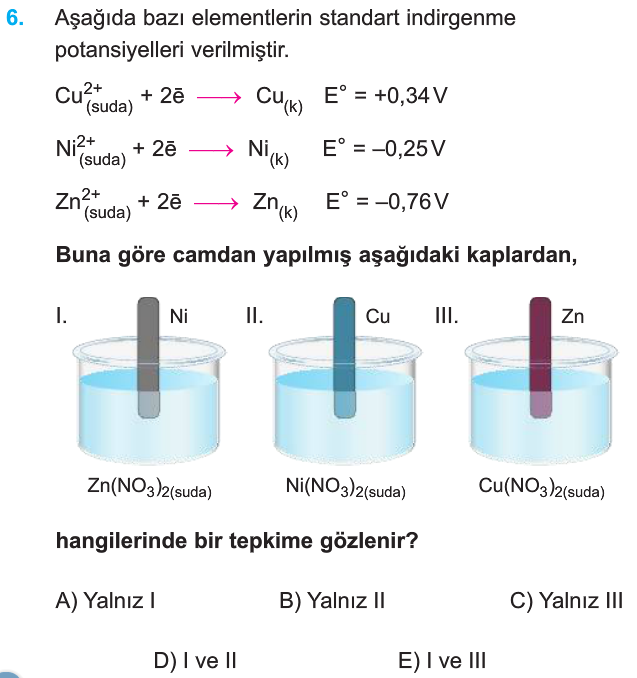 6. Aşağıda bazı elementlerin standart indirgenme
potansiyelleri verilmiştir.
Cu²⁺(suda) + 2ē → Cu(k) E° = +0,34 V
Ni²⁺(suda) + 2ē → Ni(k) E° = –0,25 V
Zn²⁺(suda) + 2ē → Zn(k) E° = –0,76 V
Buna göre camdan yapılmış aşağıdaki kaplardan,
I. Ni II. Cu III. Zn
Zn(NO₃)₂(suda) Ni(NO₃)₂(suda) Cu(NO₃)₂(suda)
hangilerinde bir tepkime gözlenir?
A) Yalnız I B) Yalnız II C) Yalnız III
D) I ve II E) I ve III